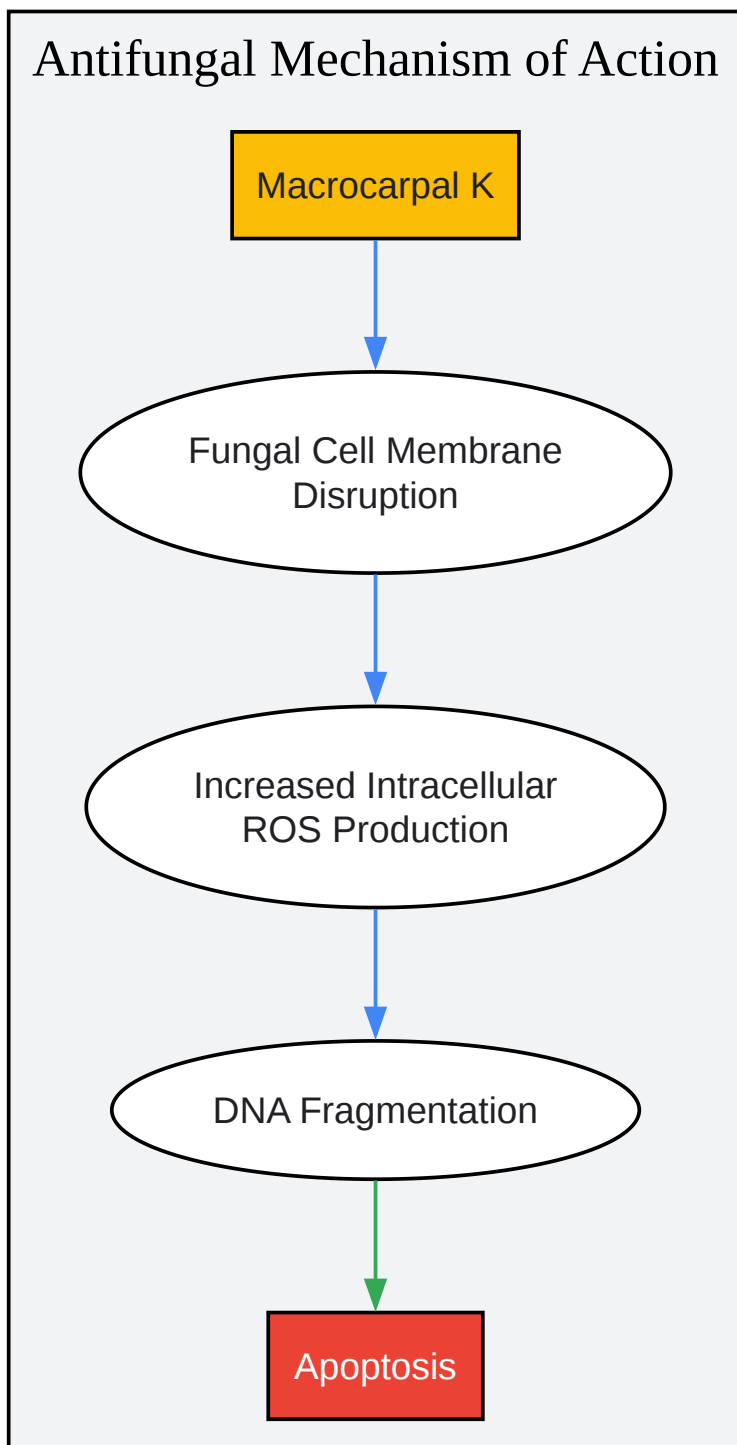 Antifungal Mechanism of Action
Macrocarpal K
Fungal Cell Membrane
Disruption
Increased Intracellular
ROS Production
DNA Fragmentation
Apoptosis